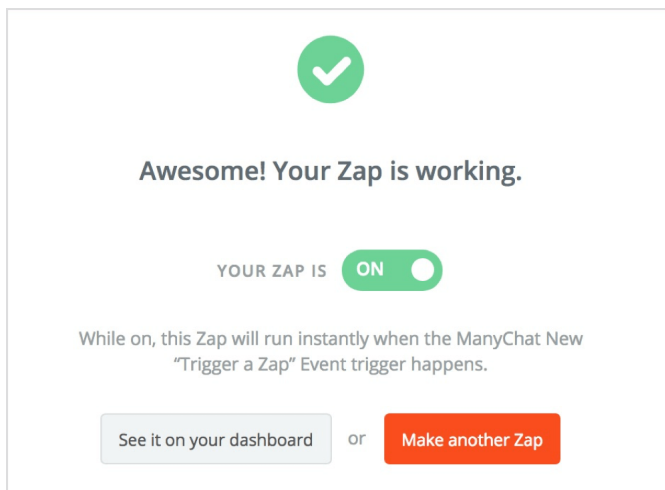 Awesome! Your Zap is working.
YOUR ZAP IS ON
While on, this Zap will run instantly when the ManyChat New
“Trigger a Zap” Event trigger happens.
See it on your dashboard or Make another Zap